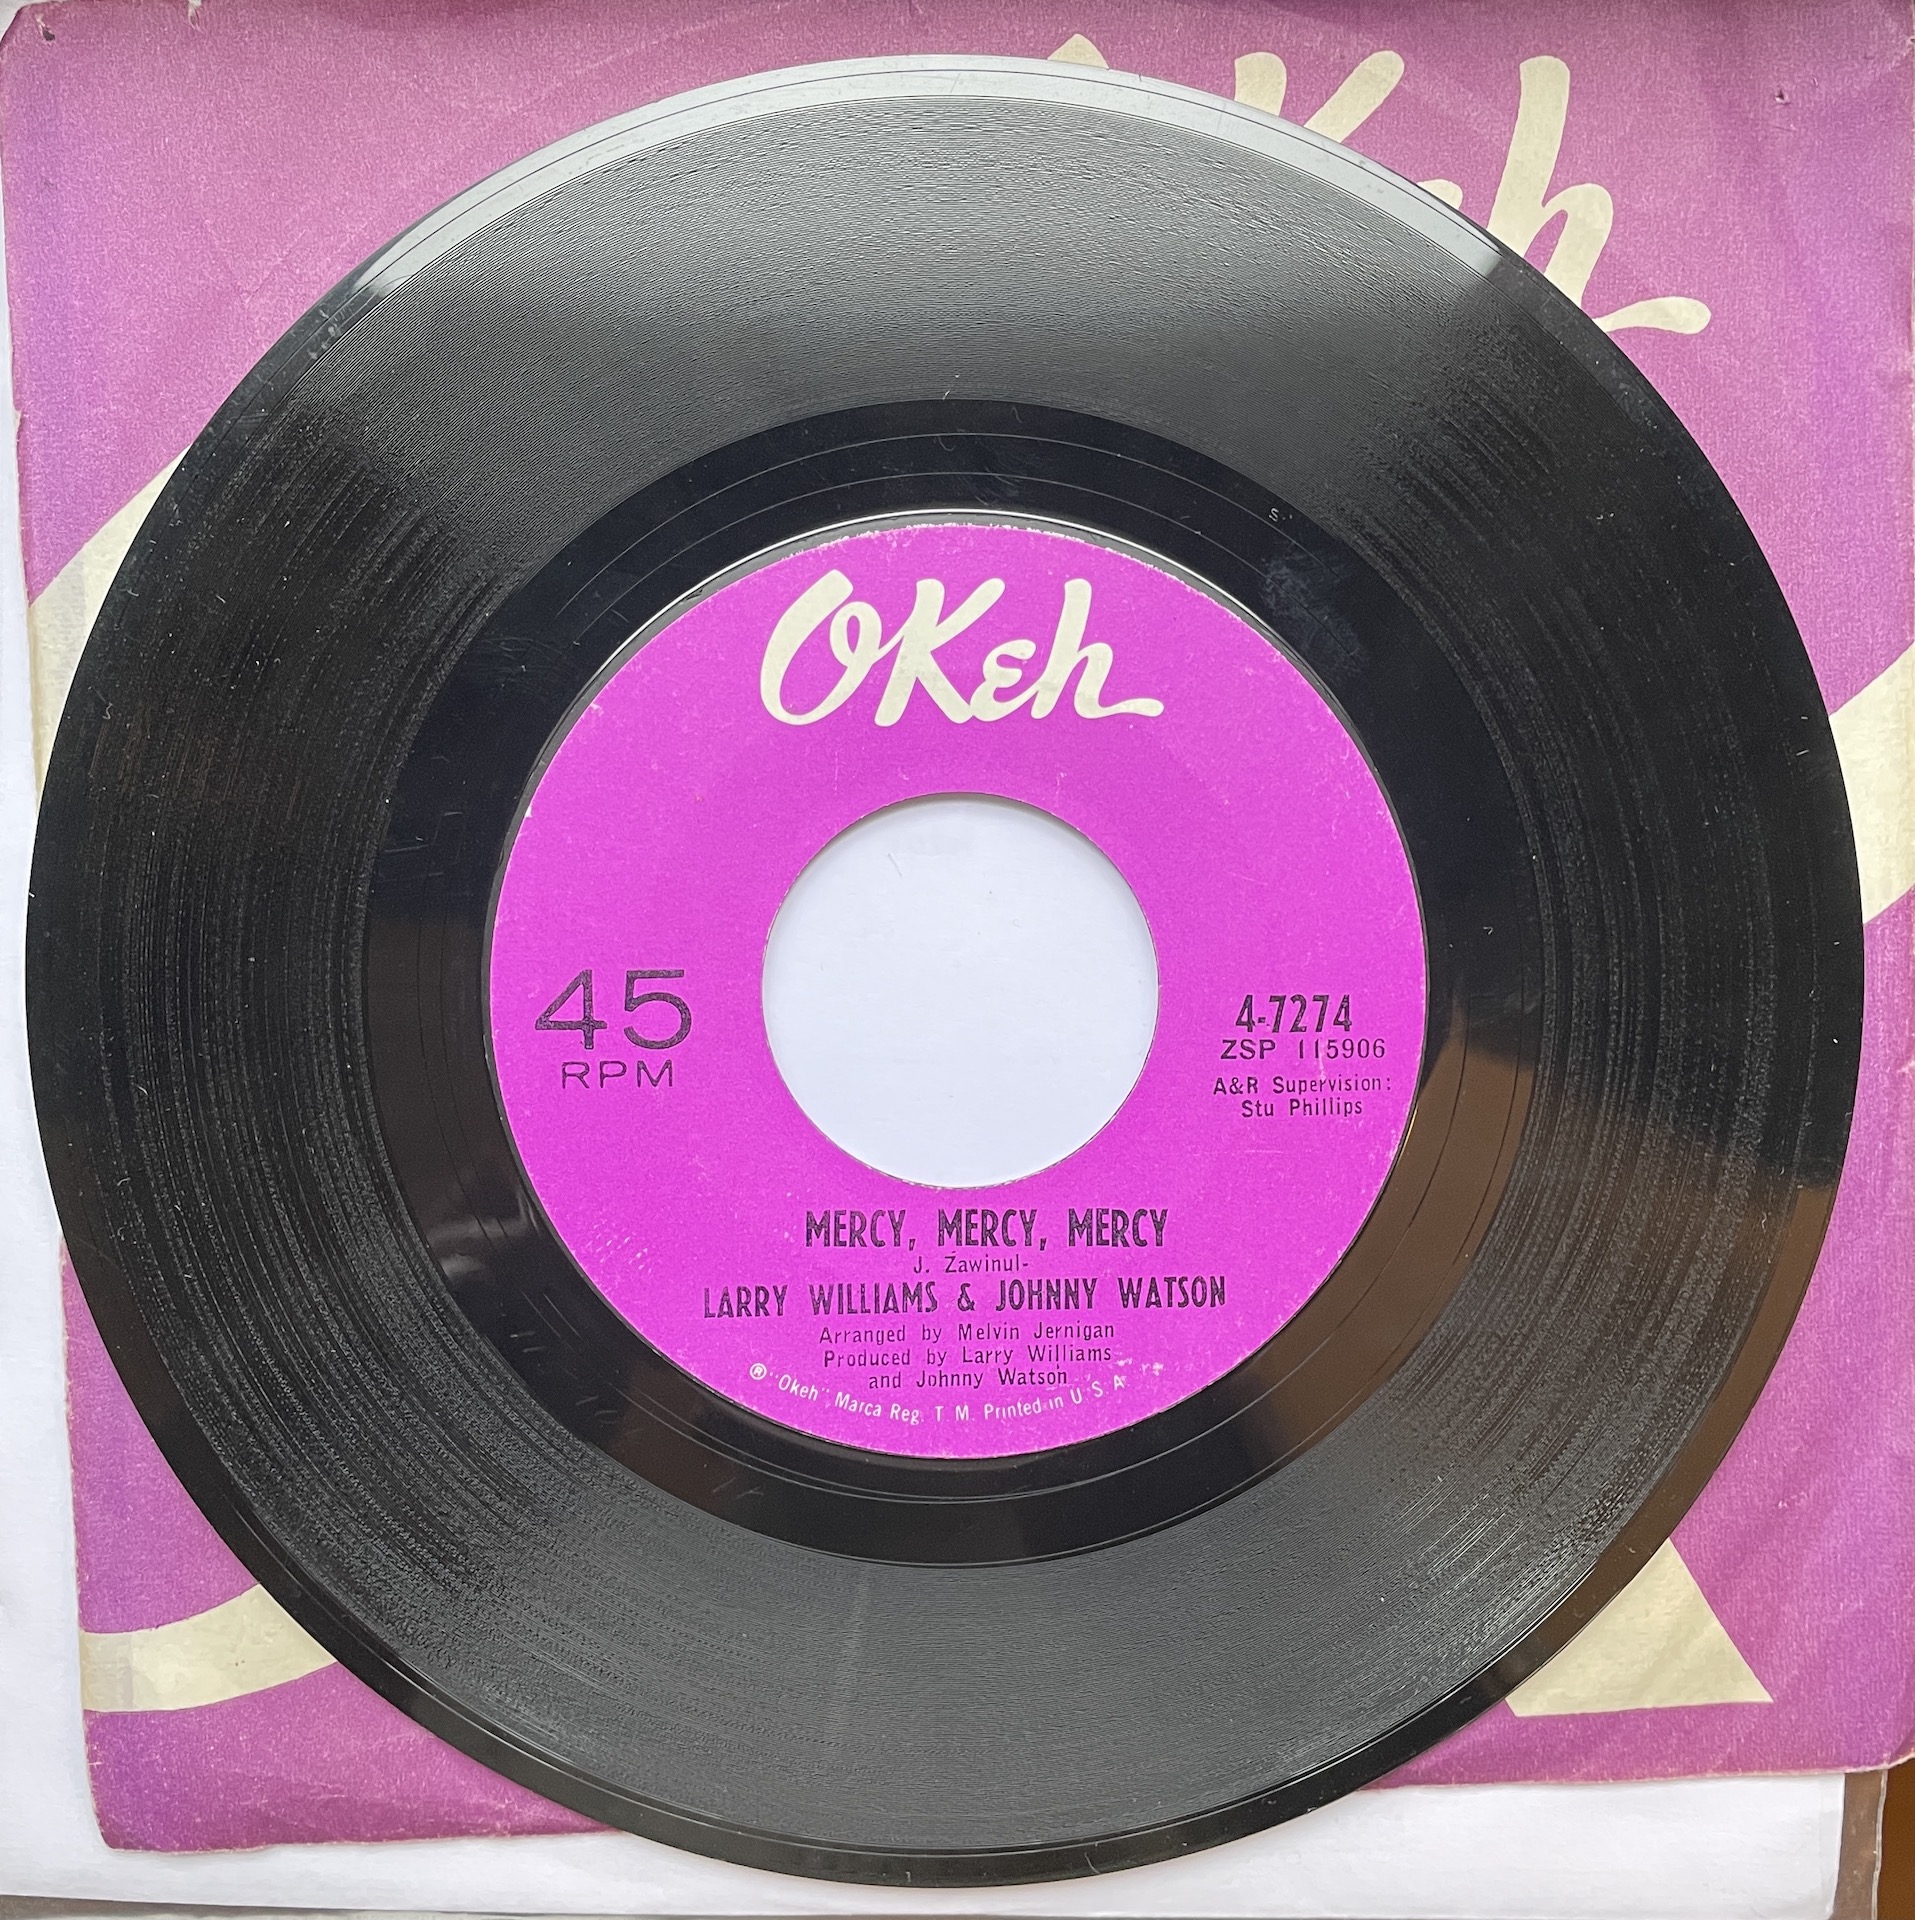 Okeh
45
RPM
4-7274
ZSP 115906
A&R Supervision:
Stu Phillips
MERCY, MERCY, MERCY
J. Zawinul-
LARRY WILLIAMS & JOHNNY WATSON
Arranged by Melvin Jernigan
Produced by Larry Williams
and Johnny Watson
® "Okeh" Marca Reg. T M. Printed in U S A